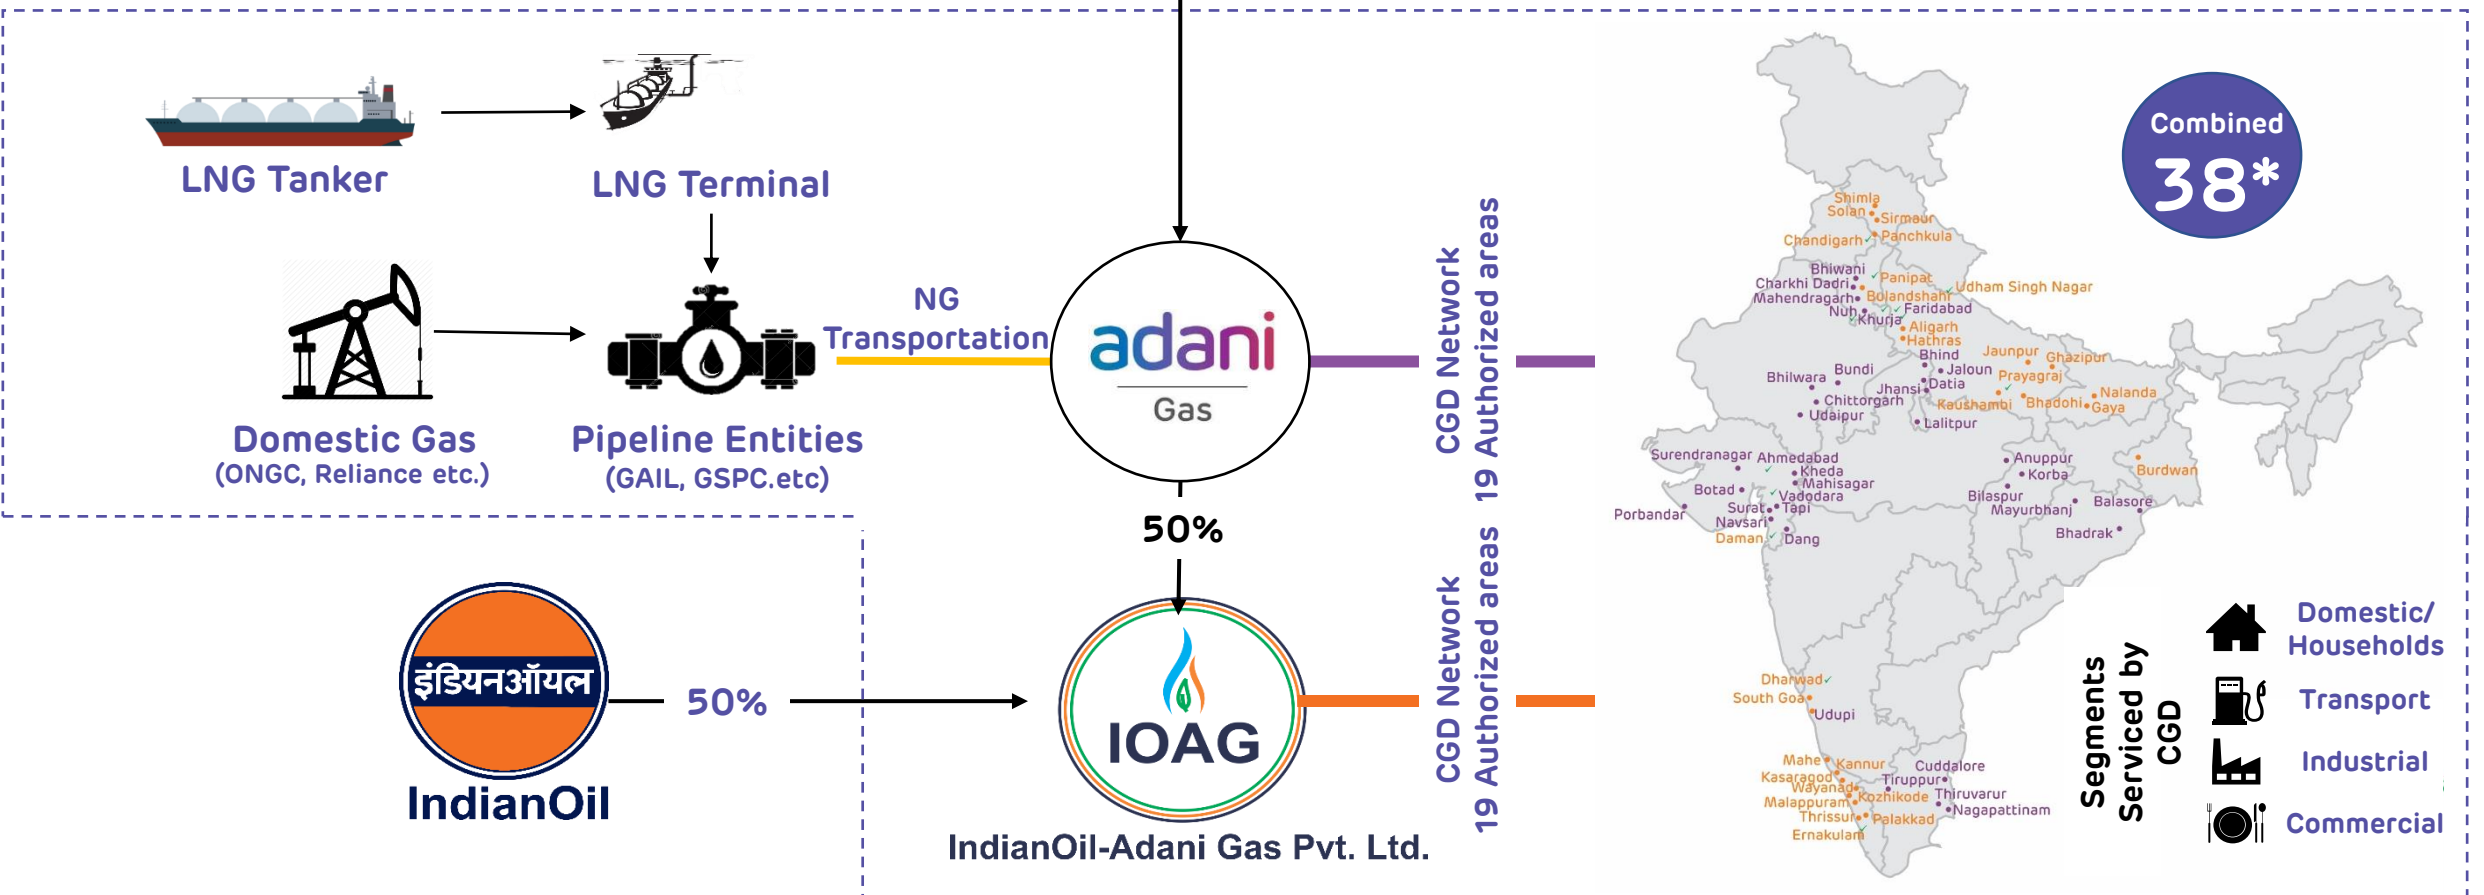 LNG Tanker
LNG Terminal
Domestic Gas
(ONGC, Reliance etc.)
Pipeline Entities
(GAIL, GSPC.etc)
NG
Transportation
adani
Gas
50%
इंडियनऑयल
IndianOil
50%
IOAG
IndianOil-Adani Gas Pvt. Ltd.
CGD Network
19 Authorized areas
CGD Network
19 Authorized areas
Combined
38*
Shimla
Solan
Sirmaur
Chandigarh
Panchkula
Bhiwani
Panipat
Charkhi Dadri
Udham Singh Nagar
Mahendragarh
Bulandshahr
Nuh
Faridabad
Khurja
Aligarh
Hathras
Bhind
Jaunpur
Ghazipur
Bundi
Jaloun
Bhilwara
Prayagraj
Jhansi
Datia
Nalanda
Chittorgarh
Kaushambi
Bhadohi
Gaya
Udaipur
Lalitpur
Surendranagar
Ahmedabad
Anuppur
Kheda
Burdwan
Korba
Mahisagar
Botad
Vadodara
Bilaspur
Balasore
Porbandar
Surat
Tapi
Mayurbhanj
Navsari
Bhadrak
Daman
Dang
Dharwad
South Goa
Udupi
Mahe
Kannur
Cuddalore
Kasaragod
Tiruppur
Wayanad
Kozhikode
Thiruvarur
Malappuram
Nagapattinam
Thrissur
Palakkad
Ernakulam
Segments
Serviced by
CGD
Domestic/
Households
Transport
Industrial
Commercial